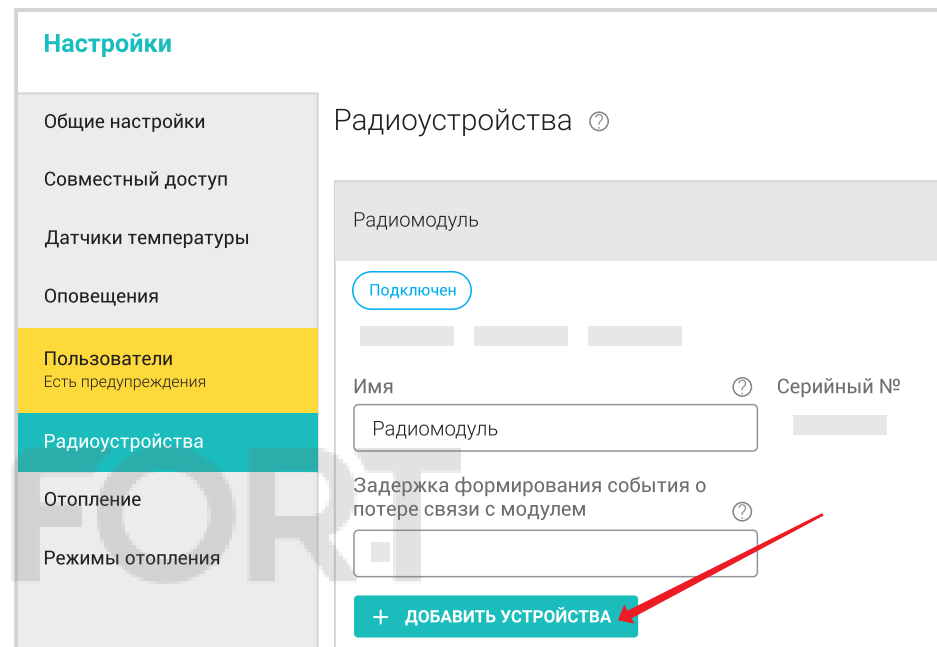 Настройки
Общие настройки
Совместный доступ
Датчики температуры
Оповещения
Пользователи
Есть предупреждения
Радиоустройства
Отопление
Режимы отопления
Радиоустройства ?
Радиомодуль
Подключен
Имя ?
Серийный №
Радиомодуль
Задержка формирования события о
потере связи с модулем ?
+ ДОБАВИТЬ УСТРОЙСТВА
FORT